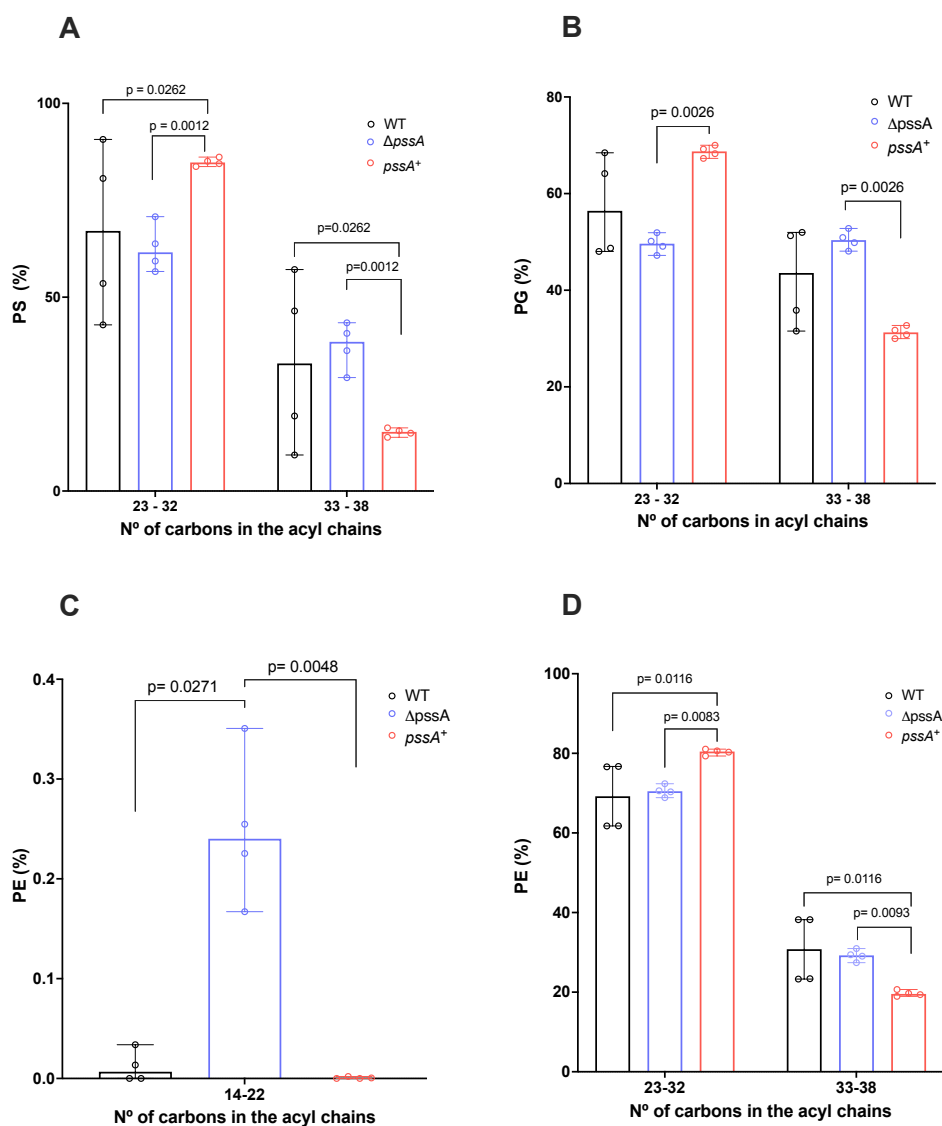 A
p = 0.0262
p = 0.0012
WT
ΔpssA
pssA+
p= 0.0262
p=0.0012
100
50
0
PS (%)
23 - 32
33 - 38
Nº of carbons in the acyl chains
B
p= 0.0026
WT
ΔpssA
pssA+
p= 0.0026
80
60
40
20
0
PG (%)
23 - 32
33 - 38
Nº of carbons in acyl chains
C
p= 0.0271
p= 0.0048
WT
ΔpssA
pssA+
0.4
0.3
0.2
0.1
0.0
PE (%)
14-22
Nº of carbons in the acyl chains
D
p= 0.0116
p= 0.0083
WT
ΔpssA
pssA+
p= 0.0116
p= 0.0093
100
80
60
40
20
0
PE (%)
23-32
33-38
Nº of carbons in the acyl chains